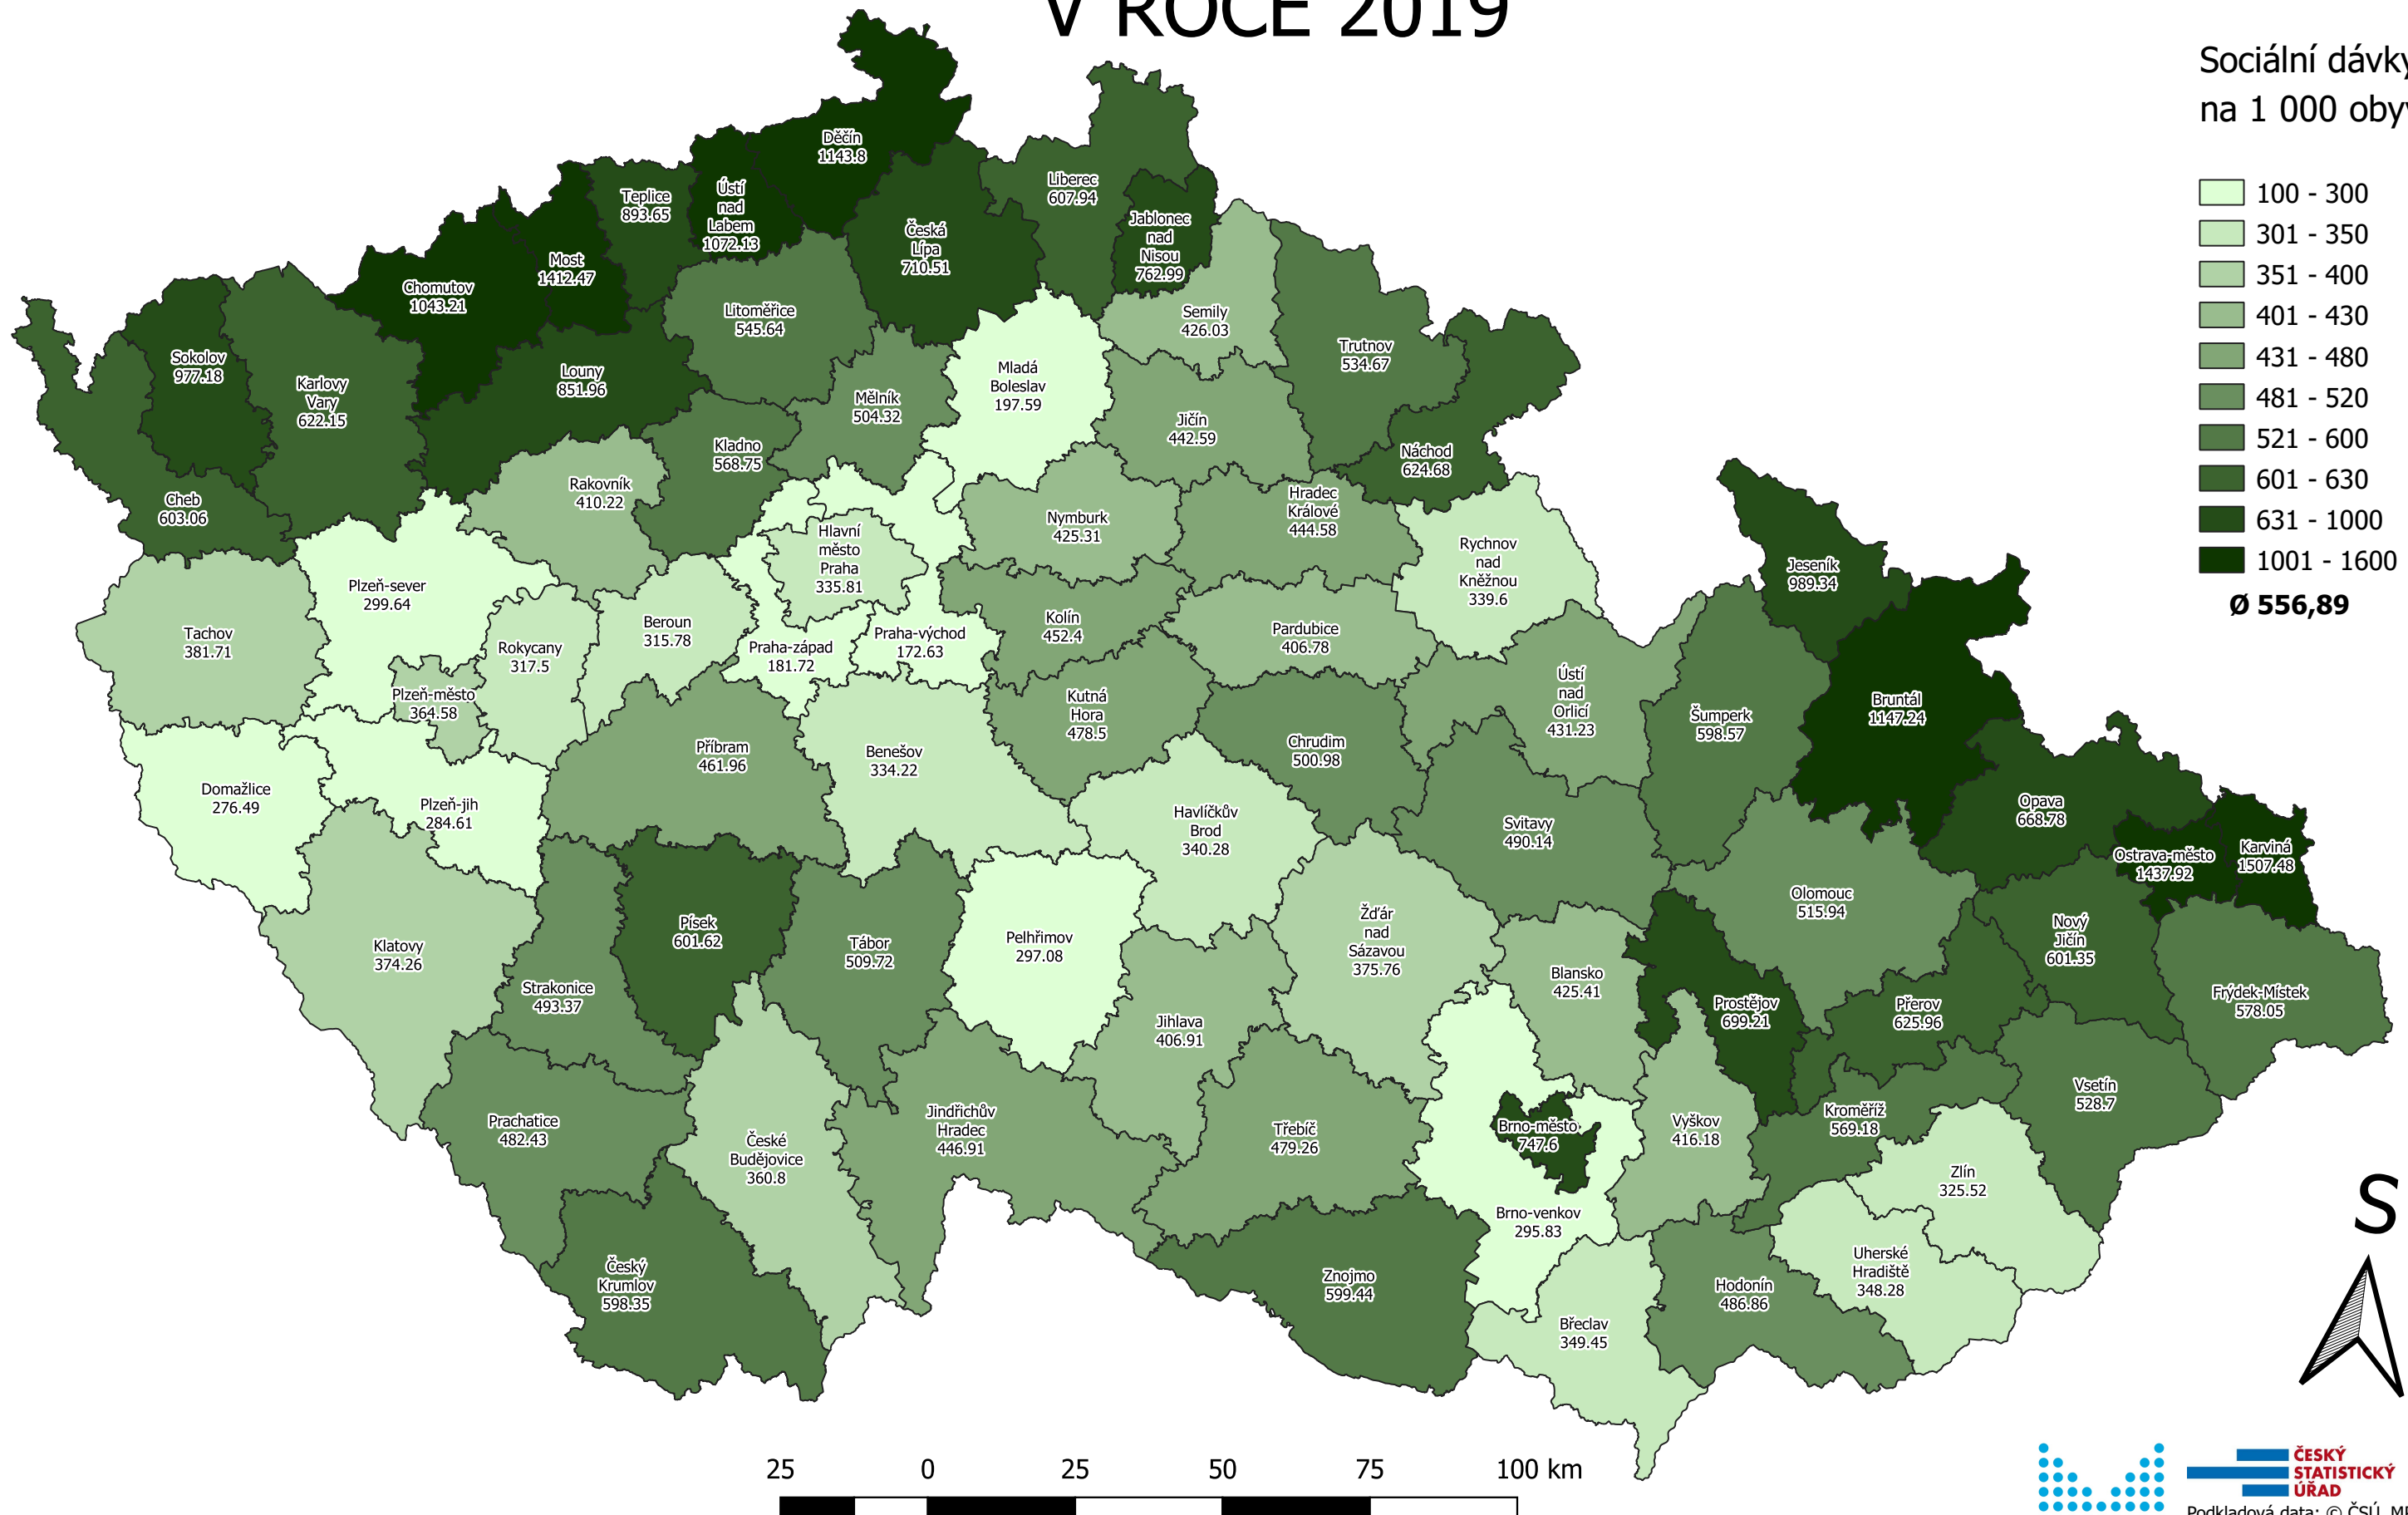 V ROCE 2019
Sociální dávky
na 1 000
100 - 300
301 - 350
351 - 400
401 - 430
431 - 480
481 - 520
521 - 600
601 - 630
631 - 1000
1001 - 1600
Ø 556,89
Děčín
1143.8
Teplice
893.65
Ústí
nad
Labem
1072.13
Liberec
607.94
Jablonec
nad
Nisou
762.99
Česká
Lípa
710.51
Most
1412.47
Chomutov
1043.21
Litoměřice
545.64
Semily
426.03
Trutnov
534.67
Sokolov
977.18
Karlovy
Vary
622.15
Louny
851.96
Mělník
504.32
Mladá
Boleslav
197.59
Jičín
442.59
Náchod
624.68
Kladno
568.75
Rakovník
410.22
Cheb
603.06
Hradec
Králové
444.58
Nymburk
425.31
Hlavní
město
Praha
335.81
Rychnov
nad
Kněžnou
339.6
Jeseník
989.34
Plzeň-sever
299.64
Tachov
381.71
Rokycany
317.5
Beroun
315.78
Praha-západ
181.72
Praha-východ
172.63
Kolín
452.4
Pardubice
406.78
Plzeň-město
364.58
Kutná
Hora
478.5
Ústí
nad
Orlicí
431.23
Šumperk
598.57
Bruntál
1147.24
Příbram
461.96
Benešov
334.22
Chrudim
500.98
Domažlice
276.49
Plzeň-jih
284.61
Havlíčkův
Brod
340.28
Svitavy
490.14
Opava
668.78
Ostrava-město
1437.92
Karviná
1507.48
Olomouc
515.94
Klatovy
374.26
Písek
601.62
Tábor
509.72
Pelhřimov
297.08
Žďár
nad
Sázavou
375.76
Nový
Jičín
601.35
Strakonice
493.37
Blansko
425.41
Prostějov
699.21
Přerov
625.96
Frýdek-Místek
578.05
Jihlava
406.91
Prachatice
482.43
České
Budějovice
360.8
Jindřichův
Hradec
446.91
Třebíč
479.26
Brno-město
747.6
Vyškov
416.18
Kroměříž
569.18
Vsetín
528.7
Zlín
325.52
Brno-venkov
295.83
Český
Krumlov
598.35
Znojmo
599.44
Břeclav
349.45
Hodonín
486.86
Uherské
Hradiště
348.28
S
25 0 25 50 75 100 km
ČESKÝ
STATISTICKÝ
ÚŘAD
Podkladová data: © ČSÚ,